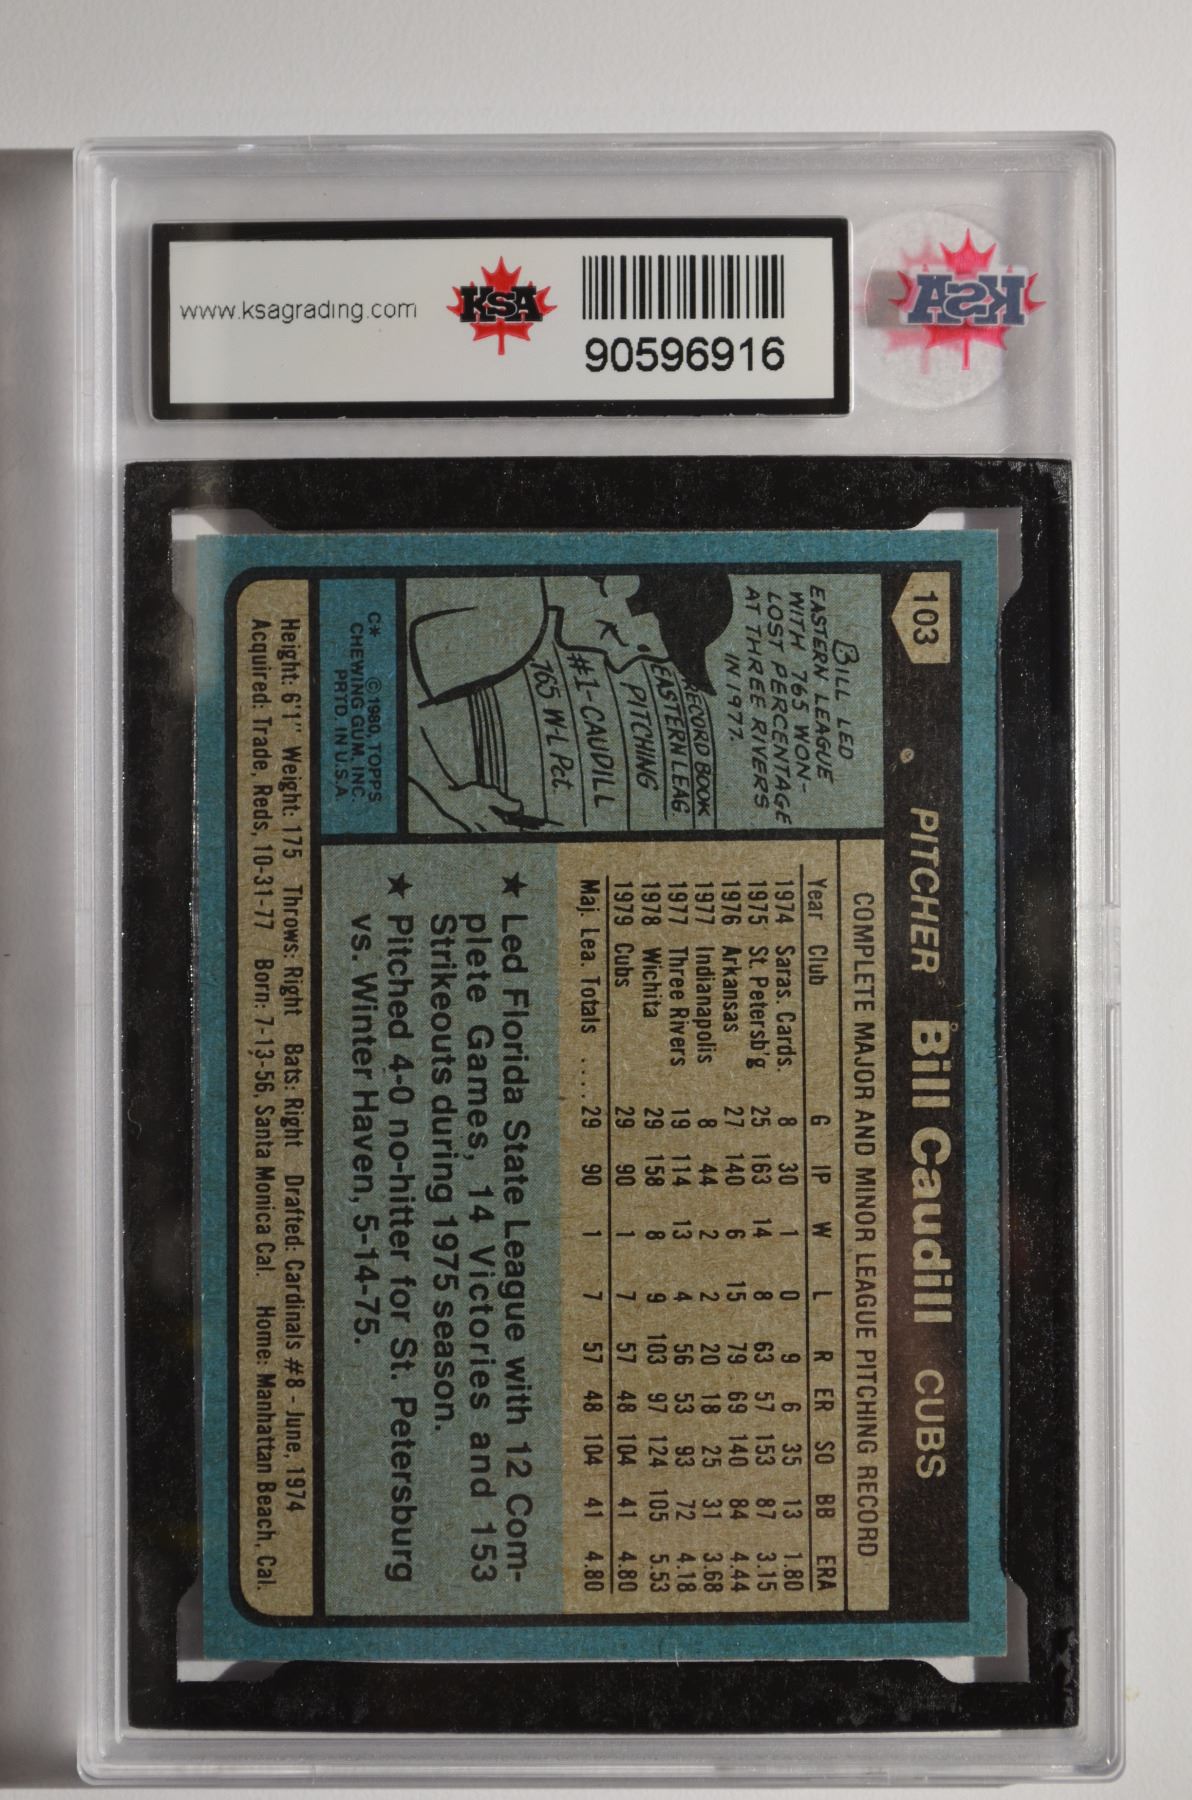 www.ksagrading.com
KSA
90596916
KSA
103
PITCHER Bill Caudill CUBS
BILL LED
EASTERN LEAGUE
WITH .765 WON-
LOST PERCENTAGE
AT THREE RIVERS
IN 1977.
RECORD BOOK
EASTERN LEAG.
PITCHING
#1-CAUDILL
.765 W-L Pct.
K
C*
© 1980, TOPPS
CHEWING GUM, INC.
PRTD. IN U.S.A.
COMPLETE MAJOR AND MINOR LEAGUE PITCHING RECORD
Year Club G IP W L R ER SO BB ERA
1974 Saras. Cards. 8 30 1 0 9 6 35 13 1.80
1975 St. Petersb'g 25 163 14 8 63 57 153 87 3.15
1976 Arkansas 27 140 6 15 79 69 140 84 4.44
1977 Indianapolis 8 44 2 2 20 18 25 31 3.68
1977 Three Rivers 19 114 13 4 56 53 93 72 4.18
1978 Wichita 29 158 8 9 103 97 124 105 5.53
1979 Cubs 29 90 1 7 57 48 104 41 4.80
Maj. Lea. Totals .... 29 90 1 7 57 48 104 41 4.80
★ Led Florida State League with 12 Com-
plete Games, 14 Victories and 153
Strikeouts during 1975 season.
★ Pitched 4-0 no-hitter for St. Petersburg
vs. Winter Haven, 5-14-75.
Height: 6'1" Weight: 175 Throws: Right Bats: Right Drafted: Cardinals #8 - June, 1974
Acquired: Trade, Reds, 10-31-77 Born: 7-13-56, Santa Monica Cal. Home: Manhattan Beach, Cal.